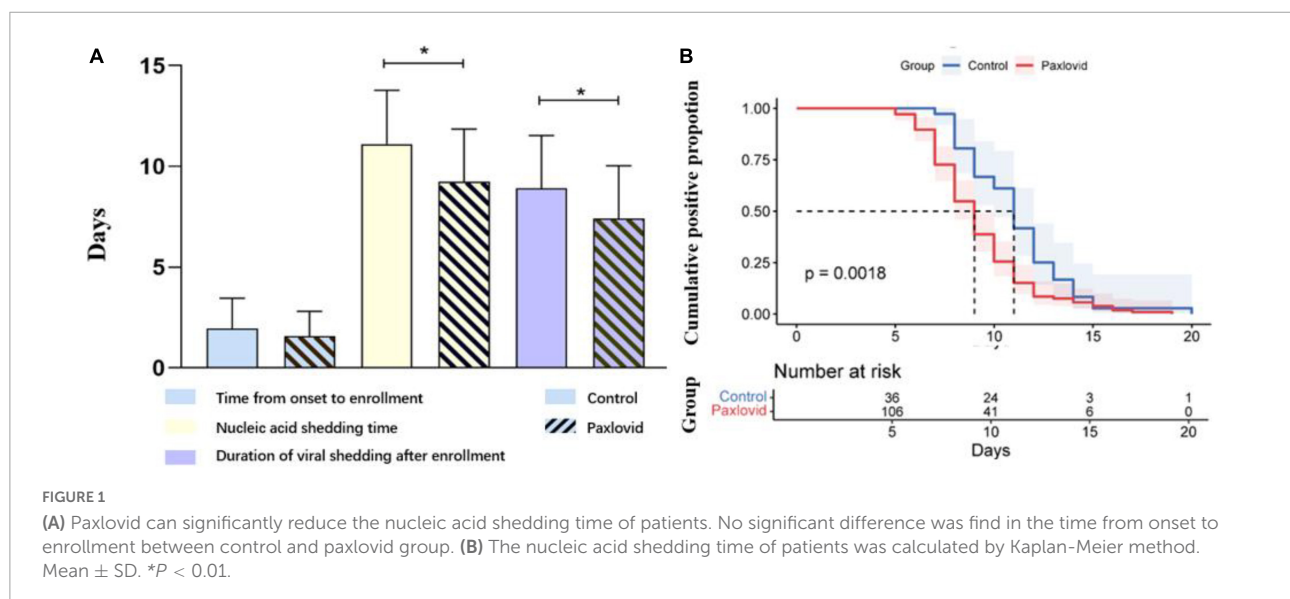 A
15
10
5
0
Days
*
*
Time from onset to enrollment
Nucleic acid shedding time
Duration of viral shedding after enrollment
Control
Paxlovid
B
Group Control Paxlovid
Cumulative positive propotion
1.00
0.75
0.50
0.25
0.00
p = 0.0018
0 5 10 15 20
Number at risk
Group
Control 36 24 3 1
Paxlovid 106 41 6 0
5 10 15 20
Days
FIGURE 1
(A) Paxlovid can significantly reduce the nucleic acid shedding time of patients. No significant difference was find in the time from onset to
enrollment between control and paxlovid group. (B) The nucleic acid shedding time of patients was calculated by Kaplan-Meier method.
Mean ± SD. *P < 0.01.